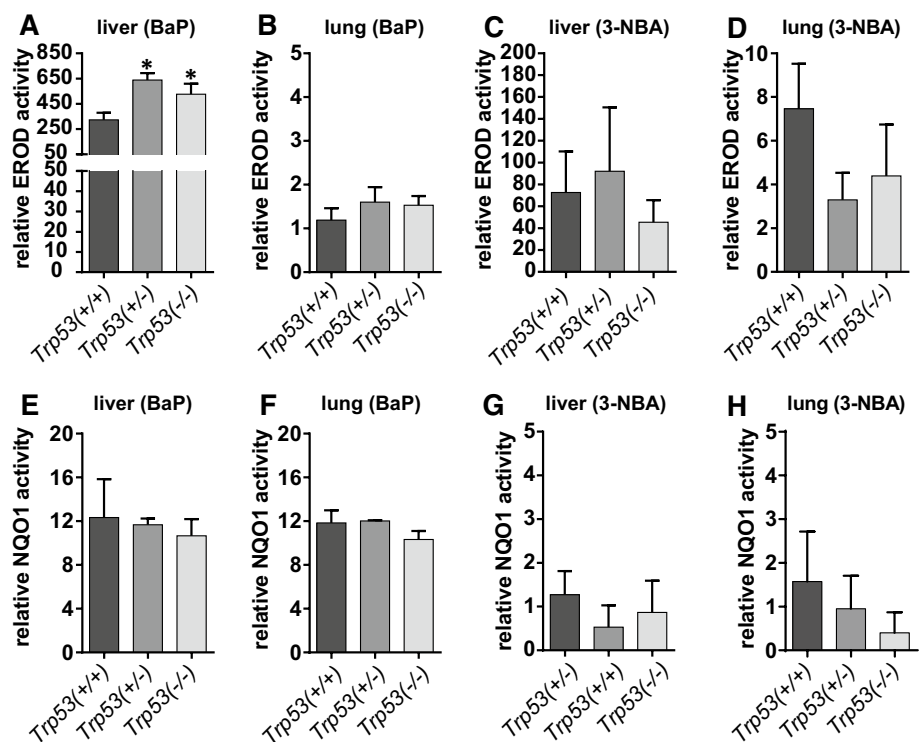 A liver (BaP)
relative EROD activity
850
650
450
250
50
50
40
30
20
10
0
* *
Trp53(+/+)
Trp53(+/-)
Trp53(-/-)
B lung (BaP)
relative EROD activity
5
4
3
2
1
0
Trp53(+/+)
Trp53(+/-)
Trp53(-/-)
C liver (3-NBA)
relative EROD activity
200
180
160
140
120
100
80
60
40
20
0
Trp53(+/+)
Trp53(+/-)
Trp53(-/-)
D lung (3-NBA)
relative EROD activity
10
8
6
4
2
0
Trp53(+/+)
Trp53(+/-)
Trp53(-/-)
E liver (BaP)
relative NQO1 activity
20
16
12
8
4
0
Trp53(+/+)
Trp53(+/-)
Trp53(-/-)
F lung (BaP)
relative NQO1 activity
20
16
12
8
4
0
Trp53(+/+)
Trp53(+/-)
Trp53(-/-)
G liver (3-NBA)
relative NQO1 activity
5
4
3
2
1
0
Trp53(+/-)
Trp53(+/+)
Trp53(-/-)
H lung (3-NBA)
relative NQO1 activity
5
4
3
2
1
0
Trp53(+/+)
Trp53(+/-)
Trp53(-/-)